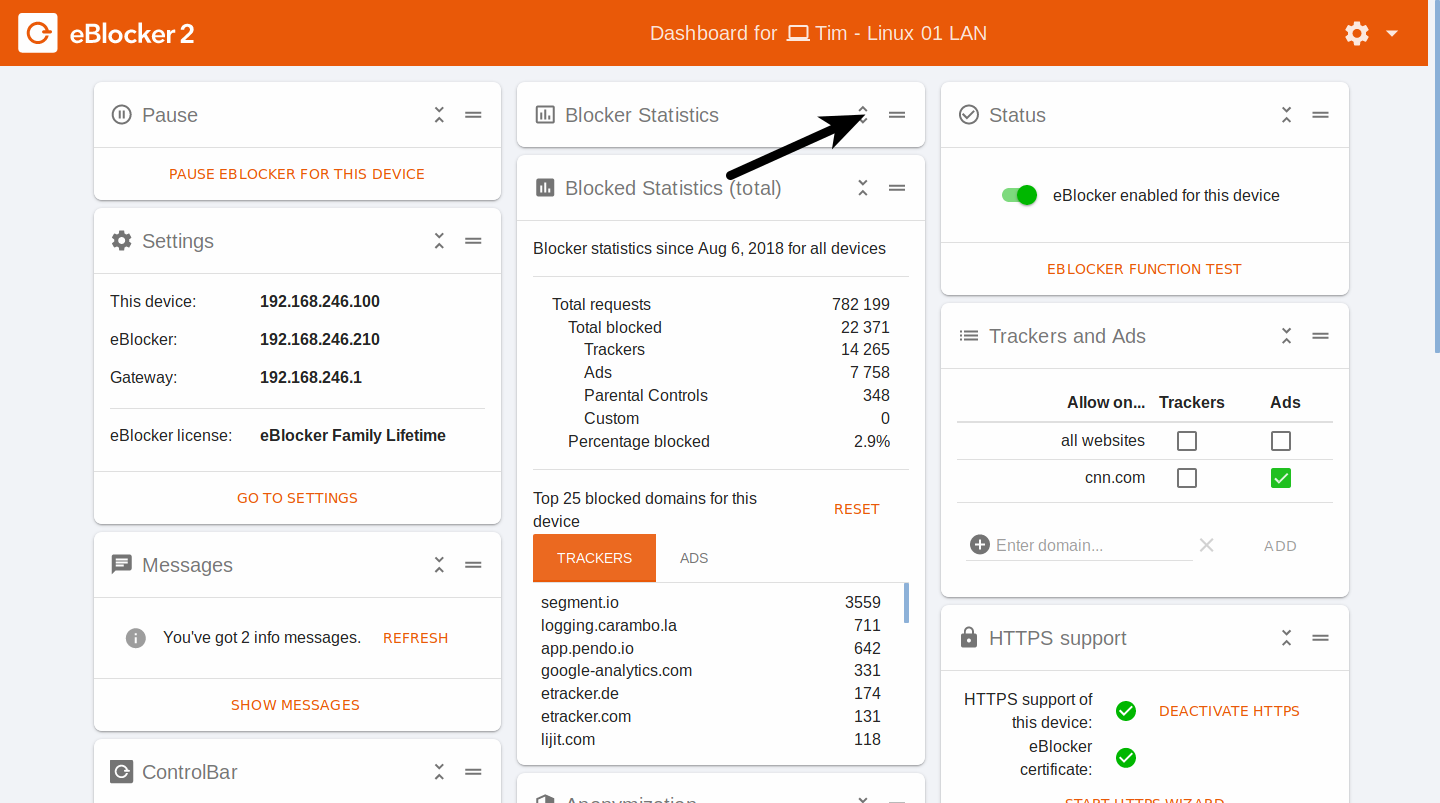 eBlocker 2
Dashboard for Tim - Linux 01 LAN
Pause
PAUSE EBLOCKER FOR THIS DEVICE
Settings
This device: 192.168.246.100
eBlocker: 192.168.246.210
Gateway: 192.168.246.1
eBlocker license: eBlocker Family Lifetime
GO TO SETTINGS
Messages
You've got 2 info messages. REFRESH
SHOW MESSAGES
ControlBar
Blocker Statistics
Blocked Statistics (total)
Blocker statistics since Aug 6, 2018 for all devices
Total requests 782 199
Total blocked 22 371
Trackers 14 265
Ads 7 758
Parental Controls 348
Custom 0
Percentage blocked 2.9%
Top 25 blocked domains for this
device
RESET
TRACKERS ADS
segment.io 3559
logging.carambo.la 711
app.pendo.io 642
google-analytics.com 331
etracker.de 174
etracker.com 131
lijit.com 118
Anonymization
Status
eBlocker enabled for this device
EBLOCKER FUNCTION TEST
Trackers and Ads
Allow on... Trackers Ads
all websites
cnn.com
Enter domain... ADD
HTTPS support
HTTPS support of
this device:
DEACTIVATE HTTPS
eBlocker
certificate:
START HTTPS WIZARD